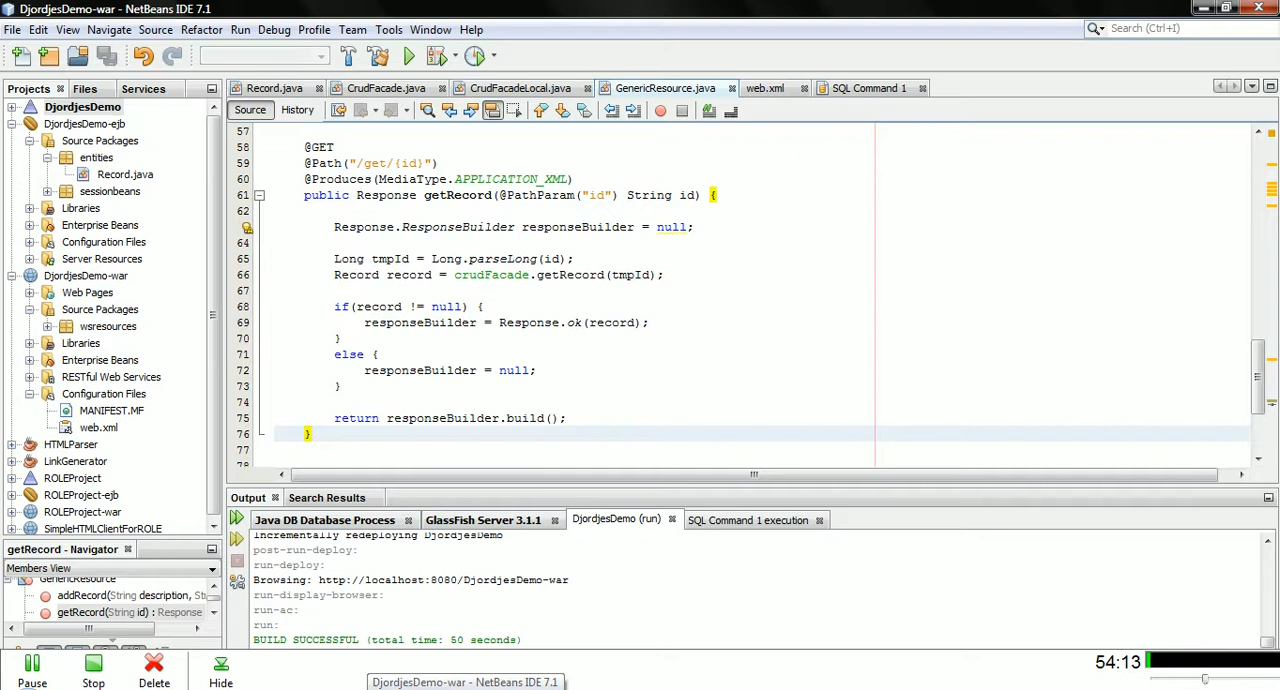 DjordjesDemo-war - NetBeans IDE 7.1
File Edit View Navigate Source Refactor Run Debug Profile Team Tools Window Help
Search (Ctrl+I)
Projects Files Services
Record.java CrudFacade.java CrudFacadeLocal.java GenericResource.java web.xml SQL Command 1
Source History
DjordjesDemo
DjordjesDemo-ejb
Source Packages
entities
Record.java
sessionbeans
Libraries
Enterprise Beans
Configuration Files
Server Resources
DjordjesDemo-war
Web Pages
Source Packages
wsresources
Libraries
Enterprise Beans
RESTful Web Services
Configuration Files
MANIFEST.MF
web.xml
HTMLParser
LinkGenerator
ROLEProject
ROLEProject-ejb
ROLEProject-war
SimpleHTMLClientForROLE
57
58 @GET
59 @Path("/get/{id}")
60 @Produces(MediaType.APPLICATION_XML)
61 public Response getRecord(@PathParam("id") String id) {
62
Response.ResponseBuilder responseBuilder = null;
64
65 Long tmpId = Long.parseLong(id);
66 Record record = crudFacade.getRecord(tmpId);
67
68 if(record != null) {
69 responseBuilder = Response.ok(record);
70 }
71 else {
72 responseBuilder = null;
73 }
74
75 return responseBuilder.build();
76 }
77
78
getRecord - Navigator
Members View
GenericResource
addRecord(String description, Str
getRecord(String id) : Response
Output Search Results
Java DB Database Process GlassFish Server 3.1.1 DjordjesDemo (run) SQL Command 1 execution
Incrementally redeploying DjordjesDemo
post-run-deploy:
run-deploy:
Browsing: http://localhost:8080/DjordjesDemo-war
run-display-browser:
run-ac:
run:
BUILD SUCCESSFUL (total time: 50 seconds)
Pause Stop Delete Hide
DjordjesDemo-war - NetBeans IDE 7.1
54:13